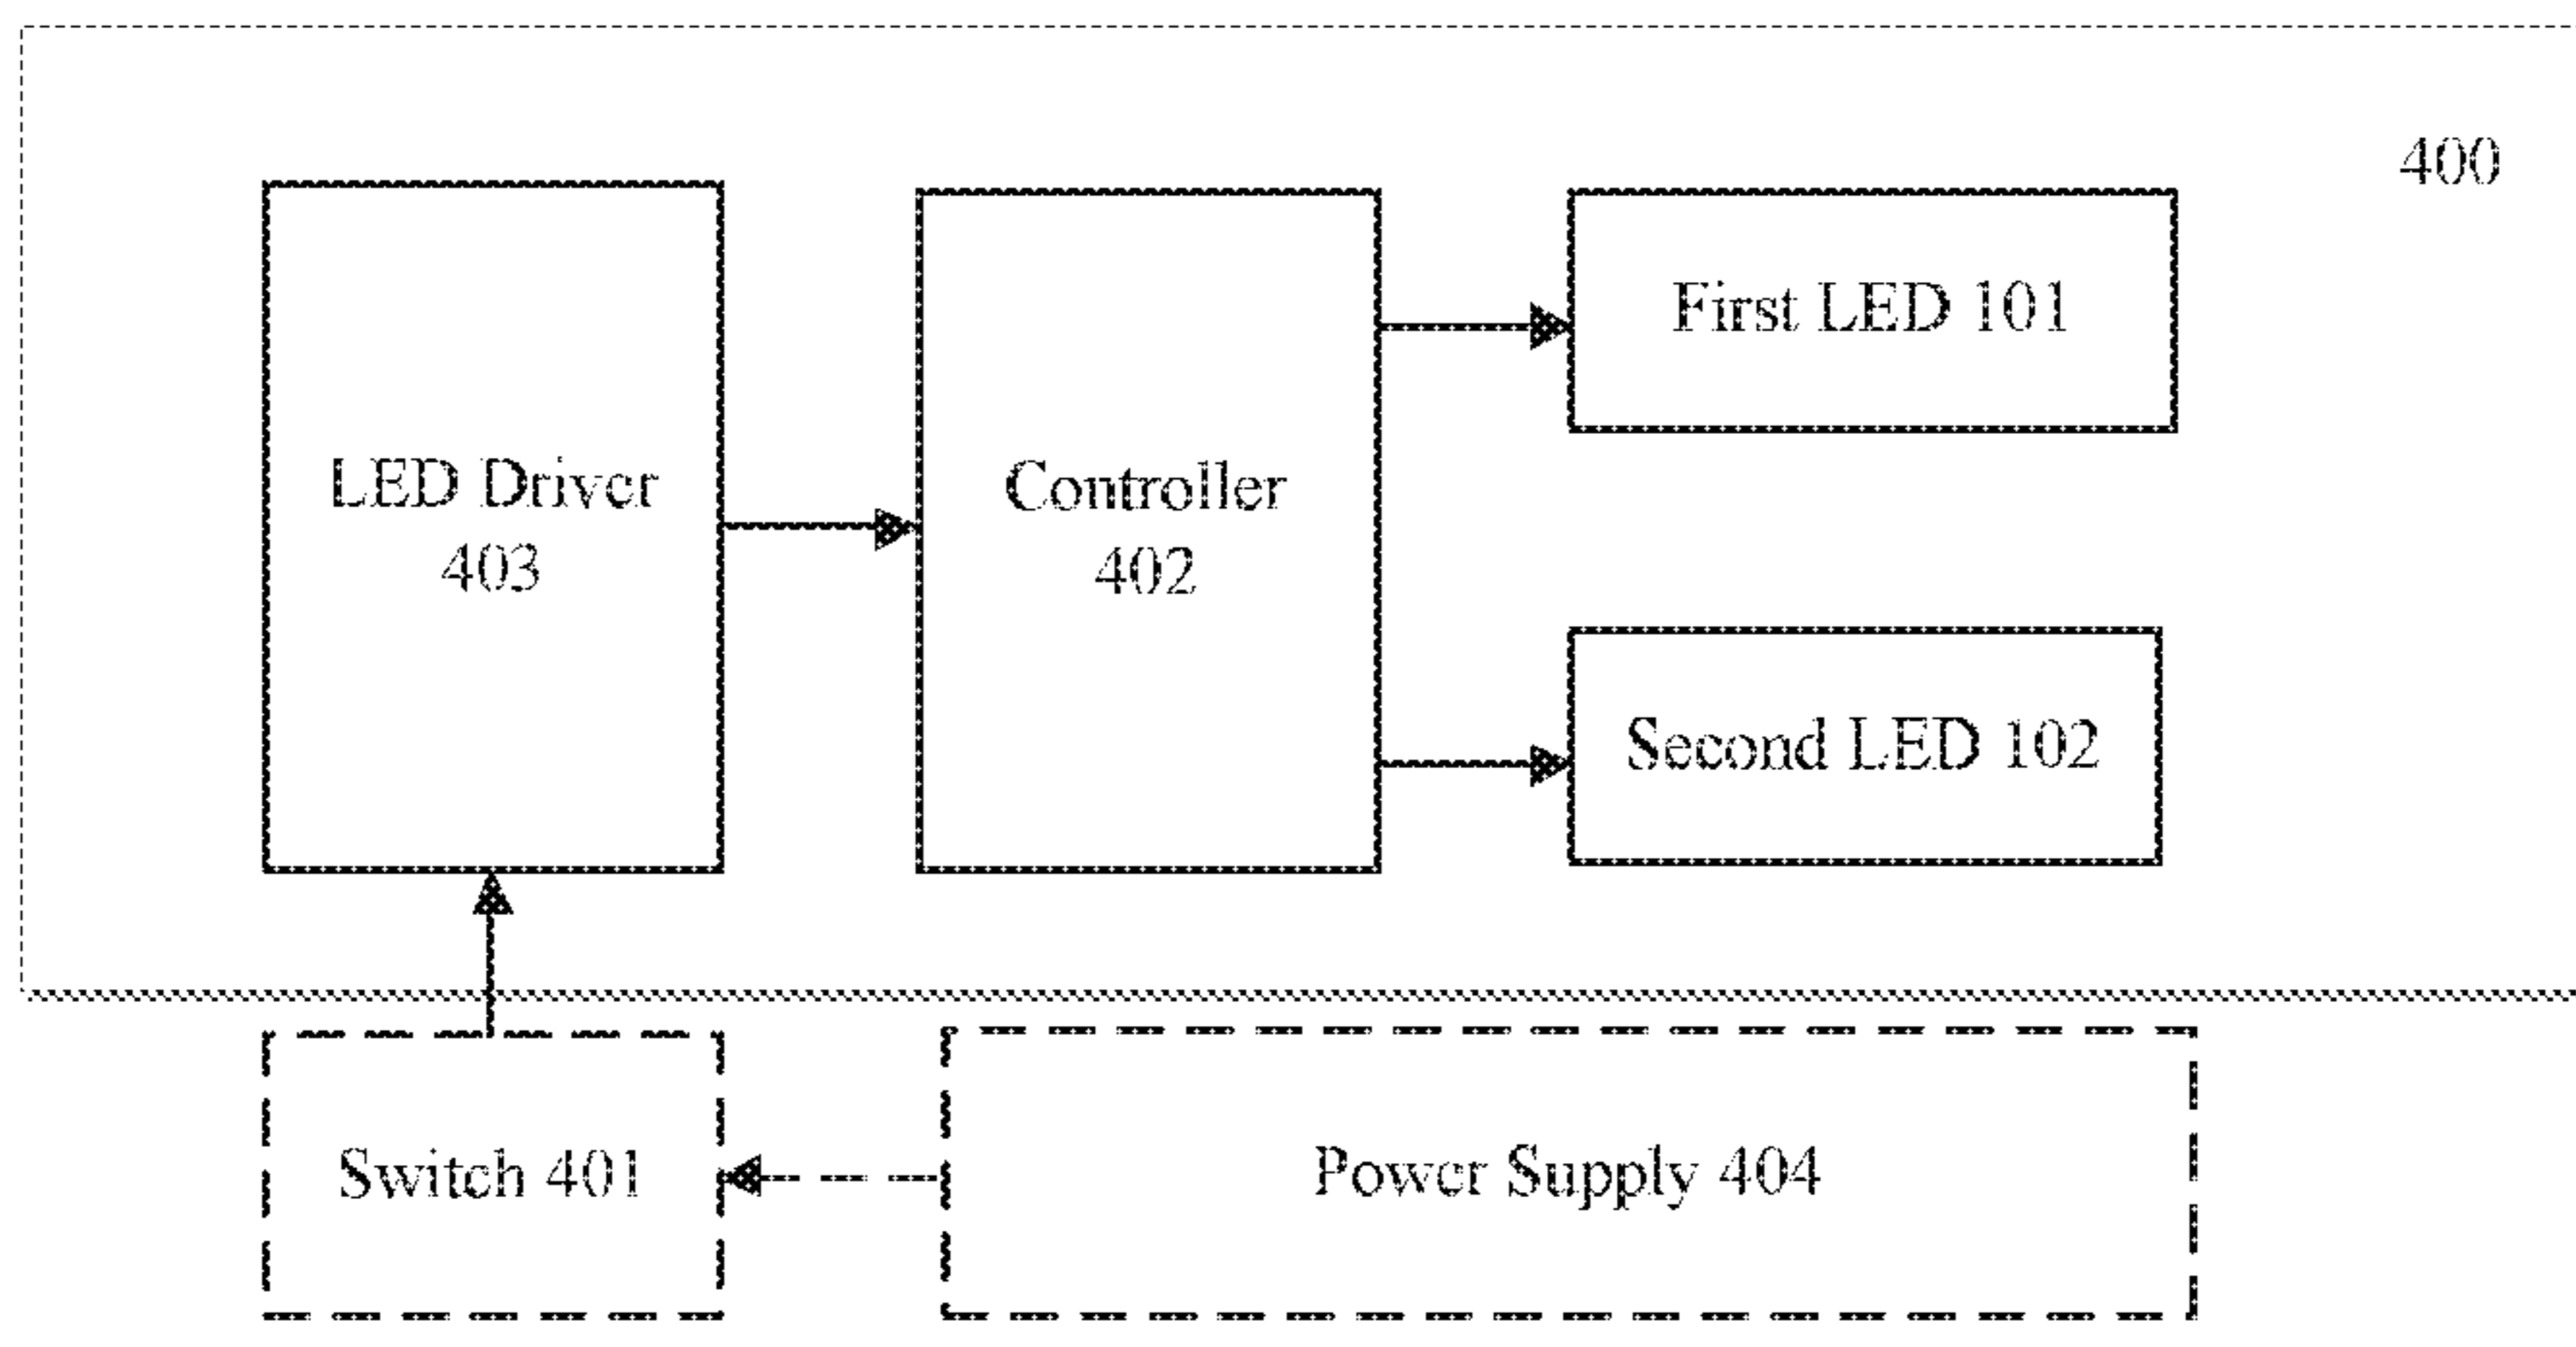 400
LED Driver
403
Controller
402
First LED 101
Second LED 102
Switch 401
Power Supply 404